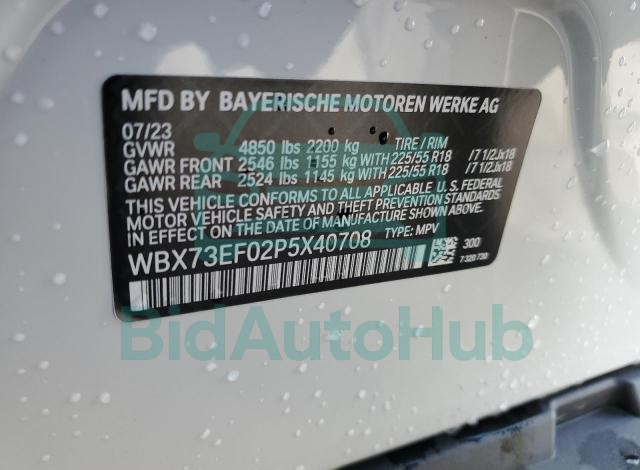 MFD BY BAYERISCHE MOTOREN WERKE AG
07/23 TIRE / RIM
GVWR 4850 lbs 2200 kg
GAWR FRONT 2546 lbs 1155 kg WITH 225/55 R18 /7 1/2Jx18
GAWR REAR 2524 lbs 1145 kg WITH 225/55 R18 /7 1/2Jx18
THIS VEHICLE CONFORMS TO ALL APPLICABLE U.S. FEDERAL
MOTOR VEHICLE SAFETY STANDARDS
IN EFFECT ON THE DATE OF MANUFACTURE SHOWN ABOVE.
WBX73EF02P5X40708 TYPE: MPV
300
7 320 730
BidAutoHub